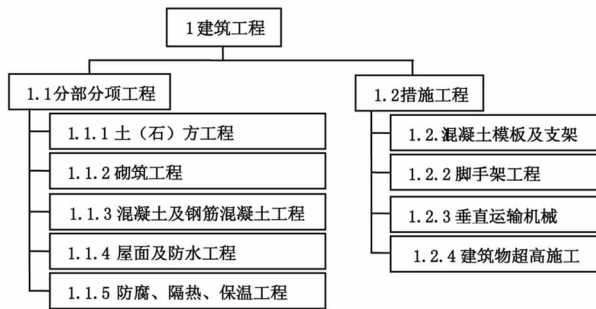 1建筑工程
1.1分部分项工程
1.1.1土（石）方工程
1.1.2砌筑工程
1.1.3混凝土及钢筋混凝土工程
1.1.4屋面及防水工程
1.1.5防腐、隔热、保温工程
1.2措施工程
1.2.混凝土模板及支架
1.2.2脚手架工程
1.2.3垂直运输机械
1.2.4建筑物超高施工